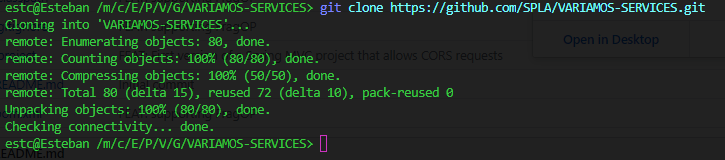 estc@Esteban /m/c/E/P/V/G/VARIAMOS-SERVICES> git clone https://github.com/SPLA/VARIAMOS-SERVICES.git
Cloning into 'VARIAMOS-SERVICES'...
remote: Enumerating objects: 80, done.
Open in Desktop
remote: Counting objects: 100% (80/80), done.
project that allows CORS requests
remote: Compressing objects: 100% (50/50), done.
remote: Total 80 (delta 15), reused 72 (delta 10), pack-reused 0
Unpacking objects: 100% (80/80), done.
Checking connectivity... done.
estc@Esteban /m/c/E/P/V/G/VARIAMOS-SERVICES>
README.md